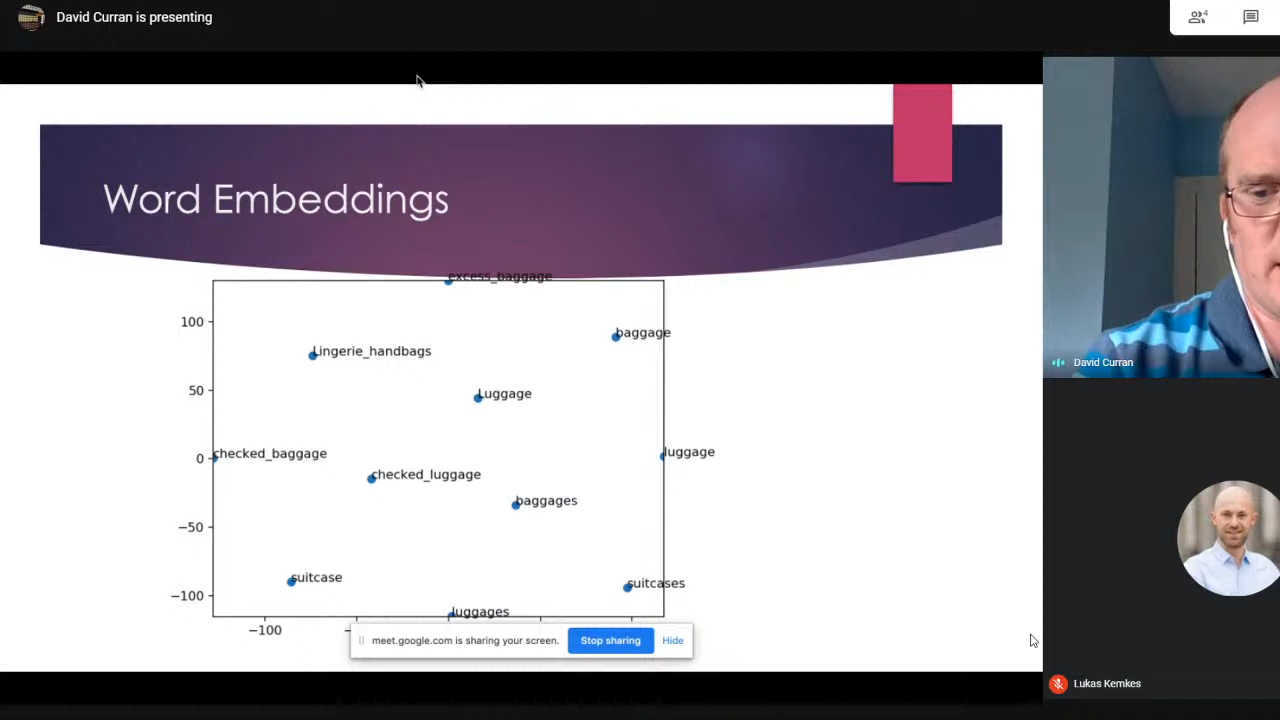 David Curran is presenting
4
Word Embeddings
excess_baggage
100
baggage
Lingerie_handbags
50
Luggage
0
checked_baggage
luggage
checked_luggage
baggages
−50
suitcase
suitcases
−100
luggages
−100
meet.google.com is sharing your screen.
Stop sharing
Hide
David Curran
Lukas Kemkes